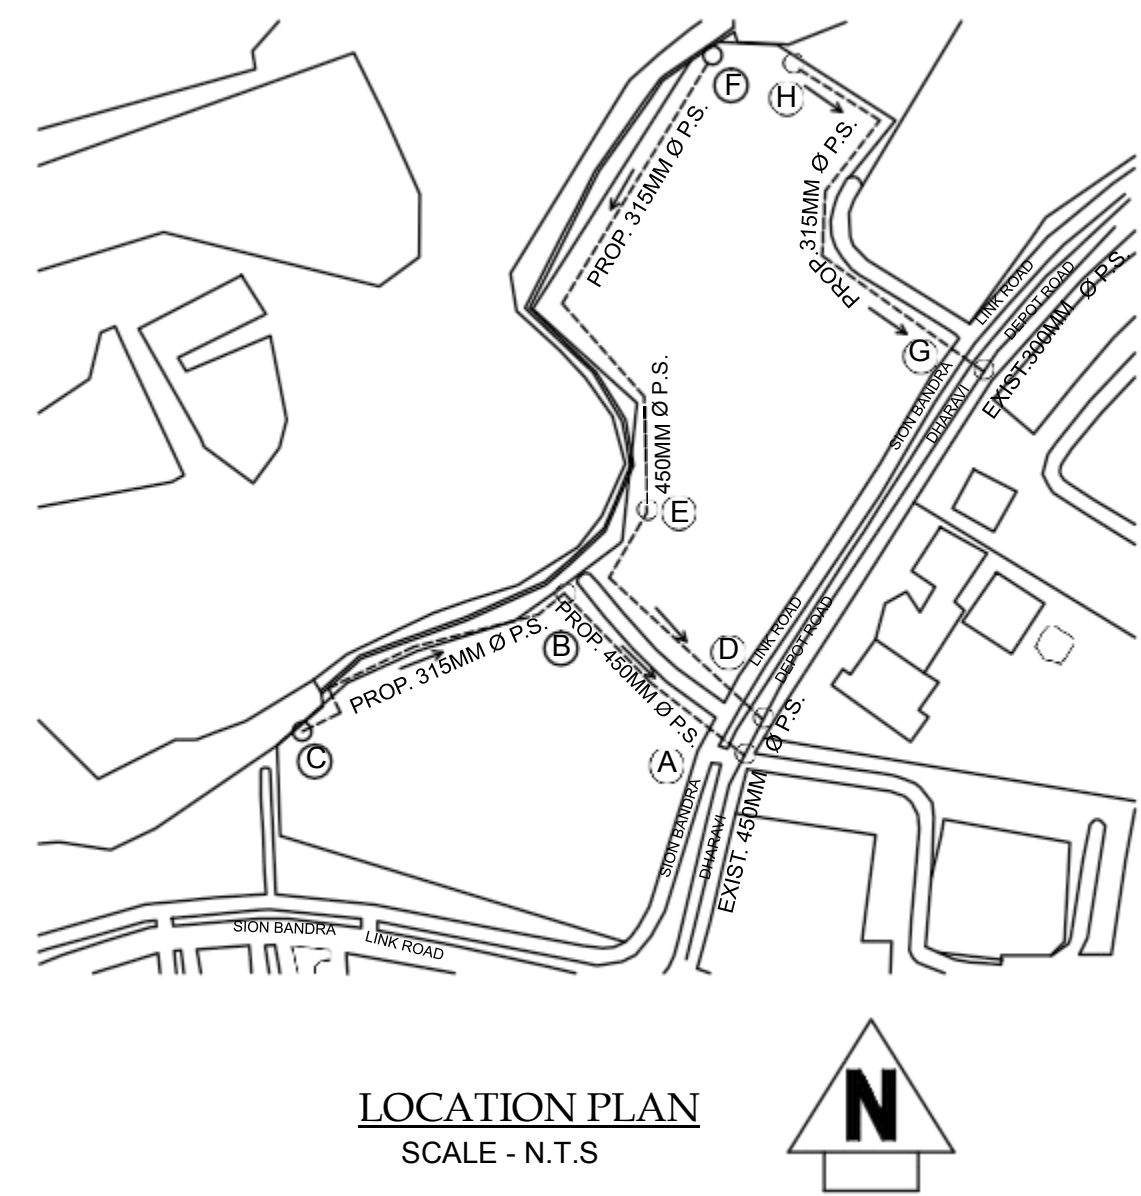 F
H
PROP. 315MM Ø P.S.
PROP. 315MM Ø P.S.
LINK ROAD
DEPOT ROAD
EXIST.300MM Ø P.S.
G
SION BANDRA
DHARAVI
450MM Ø P.S.
E
PROP. 450MM Ø P.S.
B
D
LINK ROAD
DEPOT ROAD
PROP. 315MM Ø P.S.
C
A
SION BANDRA
DHARAVI
EXIST. 450MM Ø P.S.
SION BANDRA
LINK ROAD
LOCATION PLAN
SCALE - N.T.S
N